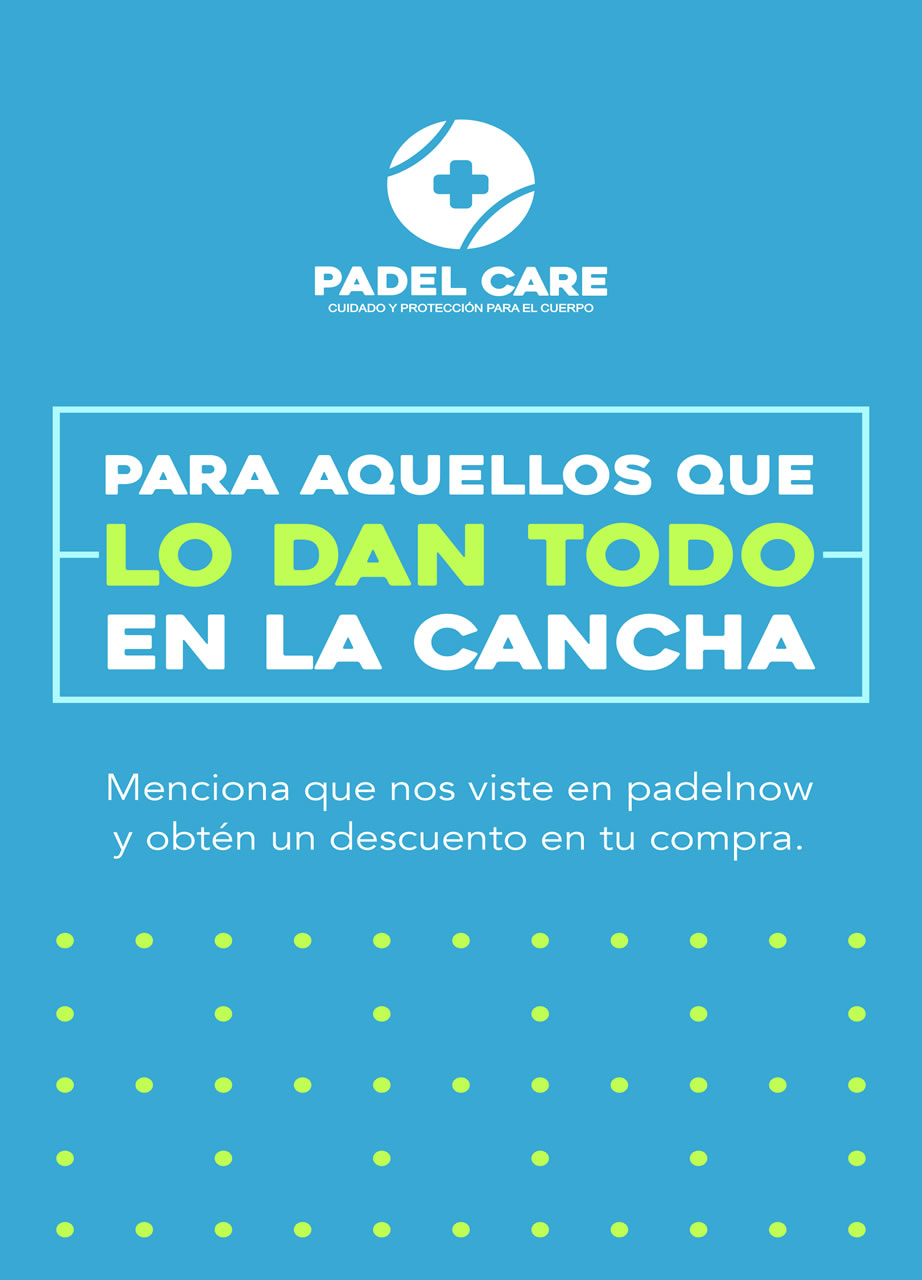 PADEL CARE
CUIDADO Y PROTECCIÓN PARA EL CUERPO
PARA AQUELLOS QUE
LO DAN TODO
EN LA CANCHA
Menciona que nos viste en padelnow
y obtén un descuento en tu compra.